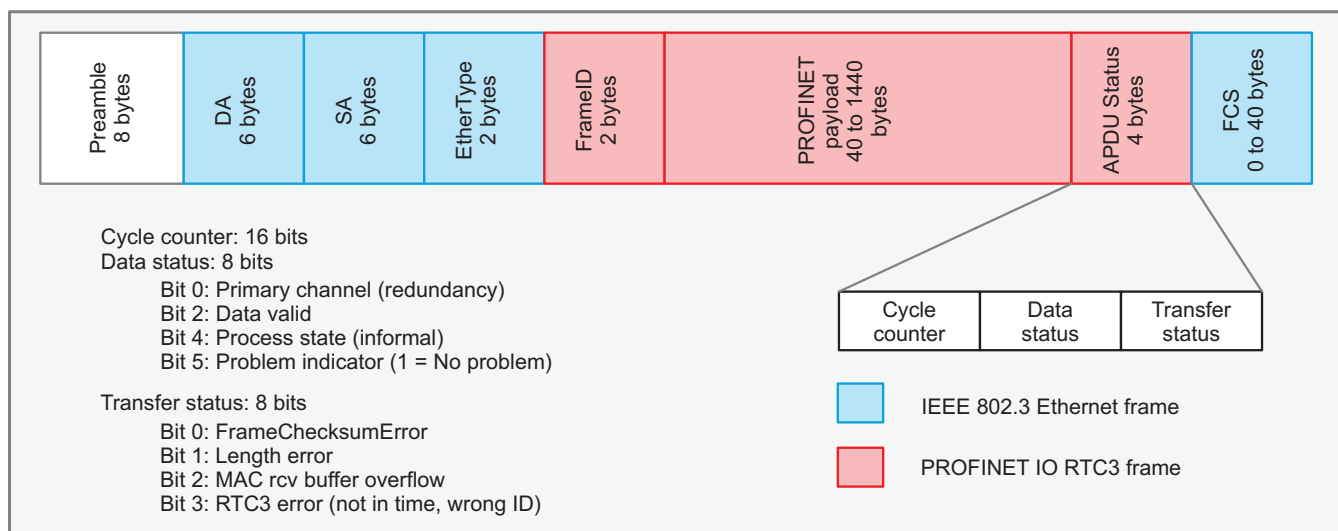 Preamble
8 bytes
DA
6 bytes
SA
6 bytes
EtherType
2 bytes
FrameID
2 bytes
PROFINET
payload
40 to 1440
bytes
APDU Status
4 bytes
FCS
0 to 40 bytes
Cycle counter: 16 bits
Data status: 8 bits
Bit 0: Primary channel (redundancy)
Bit 2: Data valid
Bit 4: Process state (informal)
Bit 5: Problem indicator (1 = No problem)
Transfer status: 8 bits
Bit 0: FrameChecksumError
Bit 1: Length error
Bit 2: MAC rcv buffer overflow
Bit 3: RTC3 error (not in time, wrong ID)
Cycle
counter
Data
status
Transfer
status
IEEE 802.3 Ethernet frame
PROFINET IO RTC3 frame